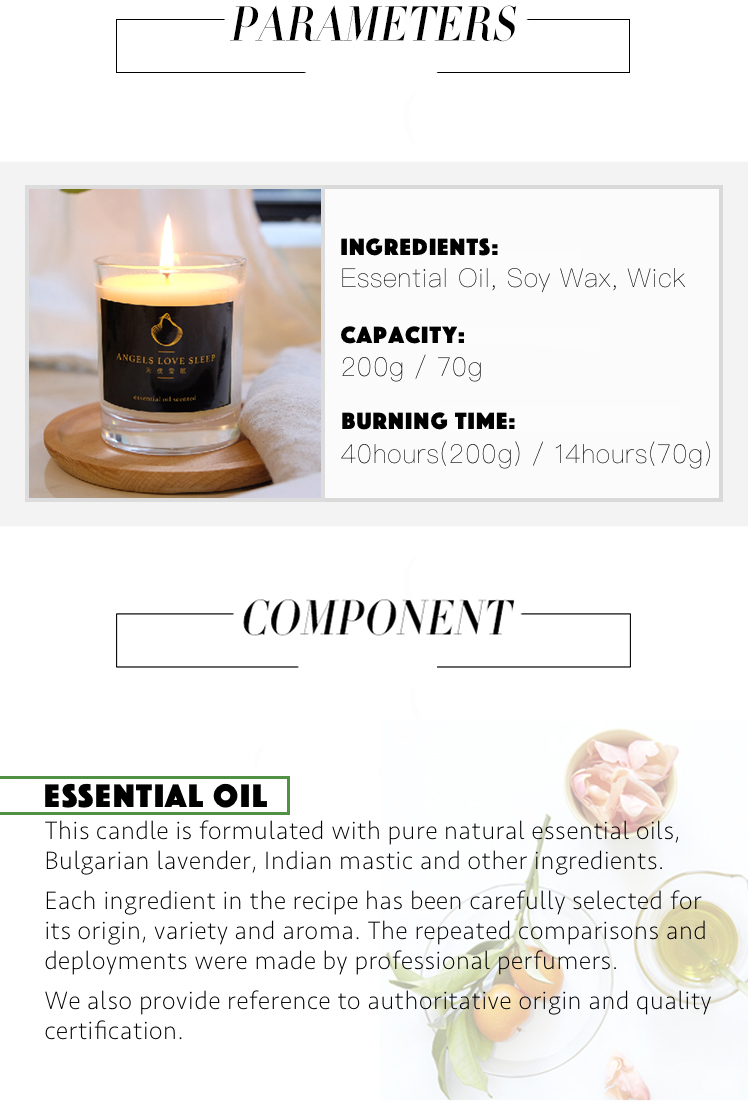 PARAMETERS
ANGELS LOVE SLEEP
天使愛眠
essential oil scented
INGREDIENTS:
Essential Oil, Soy Wax, Wick
CAPACITY:
200g / 70g
BURNING TIME:
40hours(200g) / 14hours(70g)
COMPONENT
ESSENTIAL OIL
This candle is formulated with pure natural essential oils,
Bulgarian lavender, Indian mastic and other ingredients.
Each ingredient in the recipe has been carefully selected for
its origin, variety and aroma. The repeated comparisons and
deployments were made by professional perfumers.
We also provide reference to authoritative origin and quality
certification.